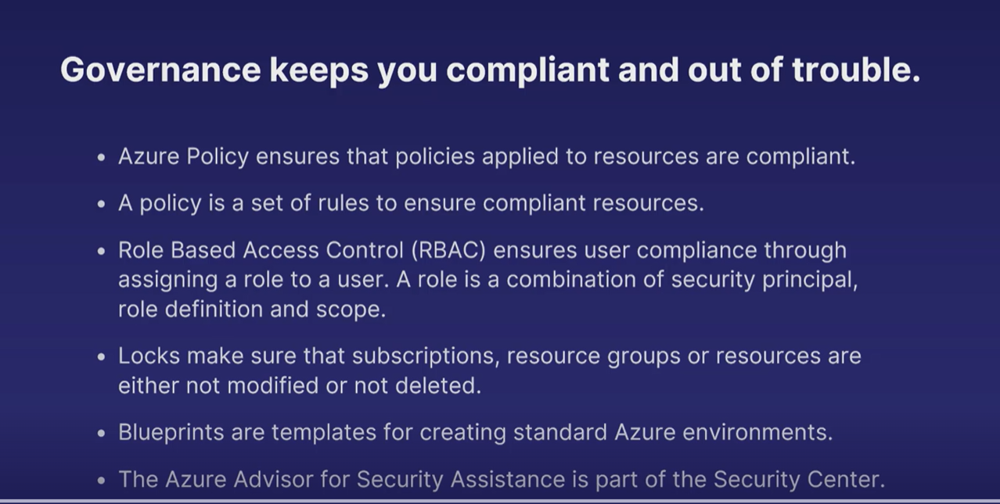 Governance keeps you compliant and out of trouble.
• Azure Policy ensures that policies applied to resources are compliant.
• A policy is a set of rules to ensure compliant resources.
• Role Based Access Control (RBAC) ensures user compliance through
assigning a role to a user. A role is a combination of security principal,
role definition and scope.
• Locks make sure that subscriptions, resource groups or resources are
either not modified or not deleted.
• Blueprints are templates for creating standard Azure environments.
• The Azure Advisor for Security Assistance is part of the Security Center.